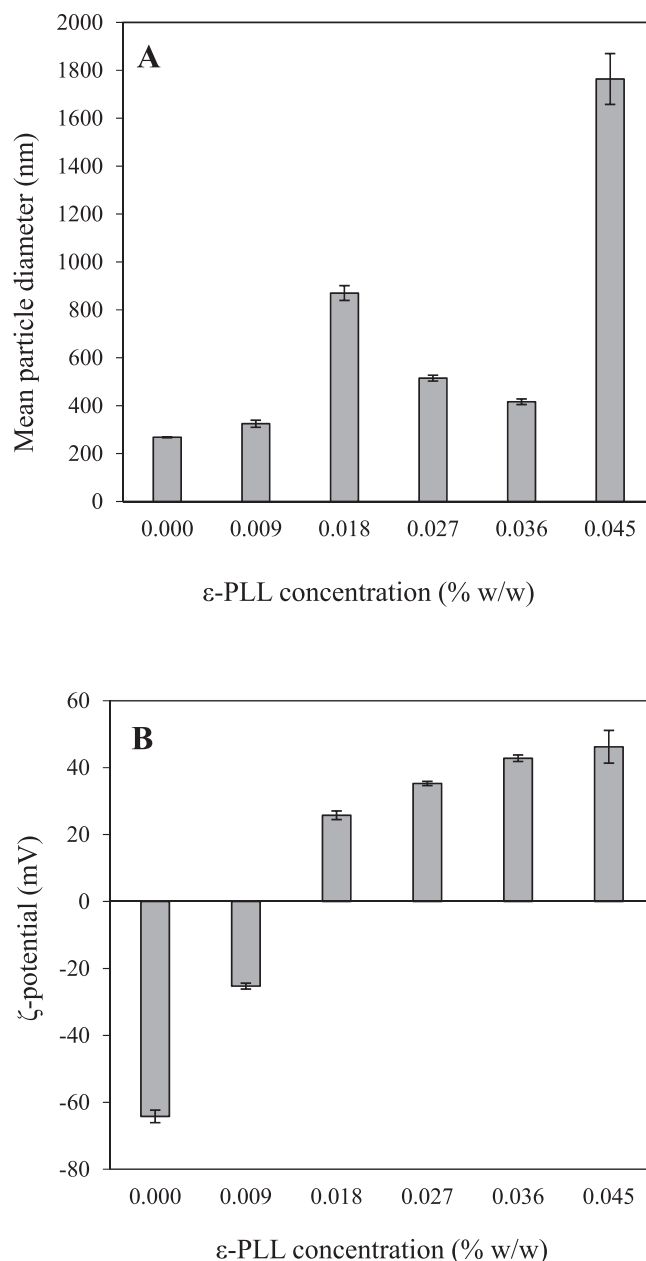 A
Mean particle diameter (nm)
2000
1800
1600
1400
1200
1000
800
600
400
200
0
0.000 0.009 0.018 0.027 0.036 0.045
ε-PLL concentration (% w/w)
B
ζ-potential (mV)
60
40
20
0
-20
-40
-60
-80
0.000 0.009 0.018 0.027 0.036 0.045
ε-PLL concentration (% w/w)